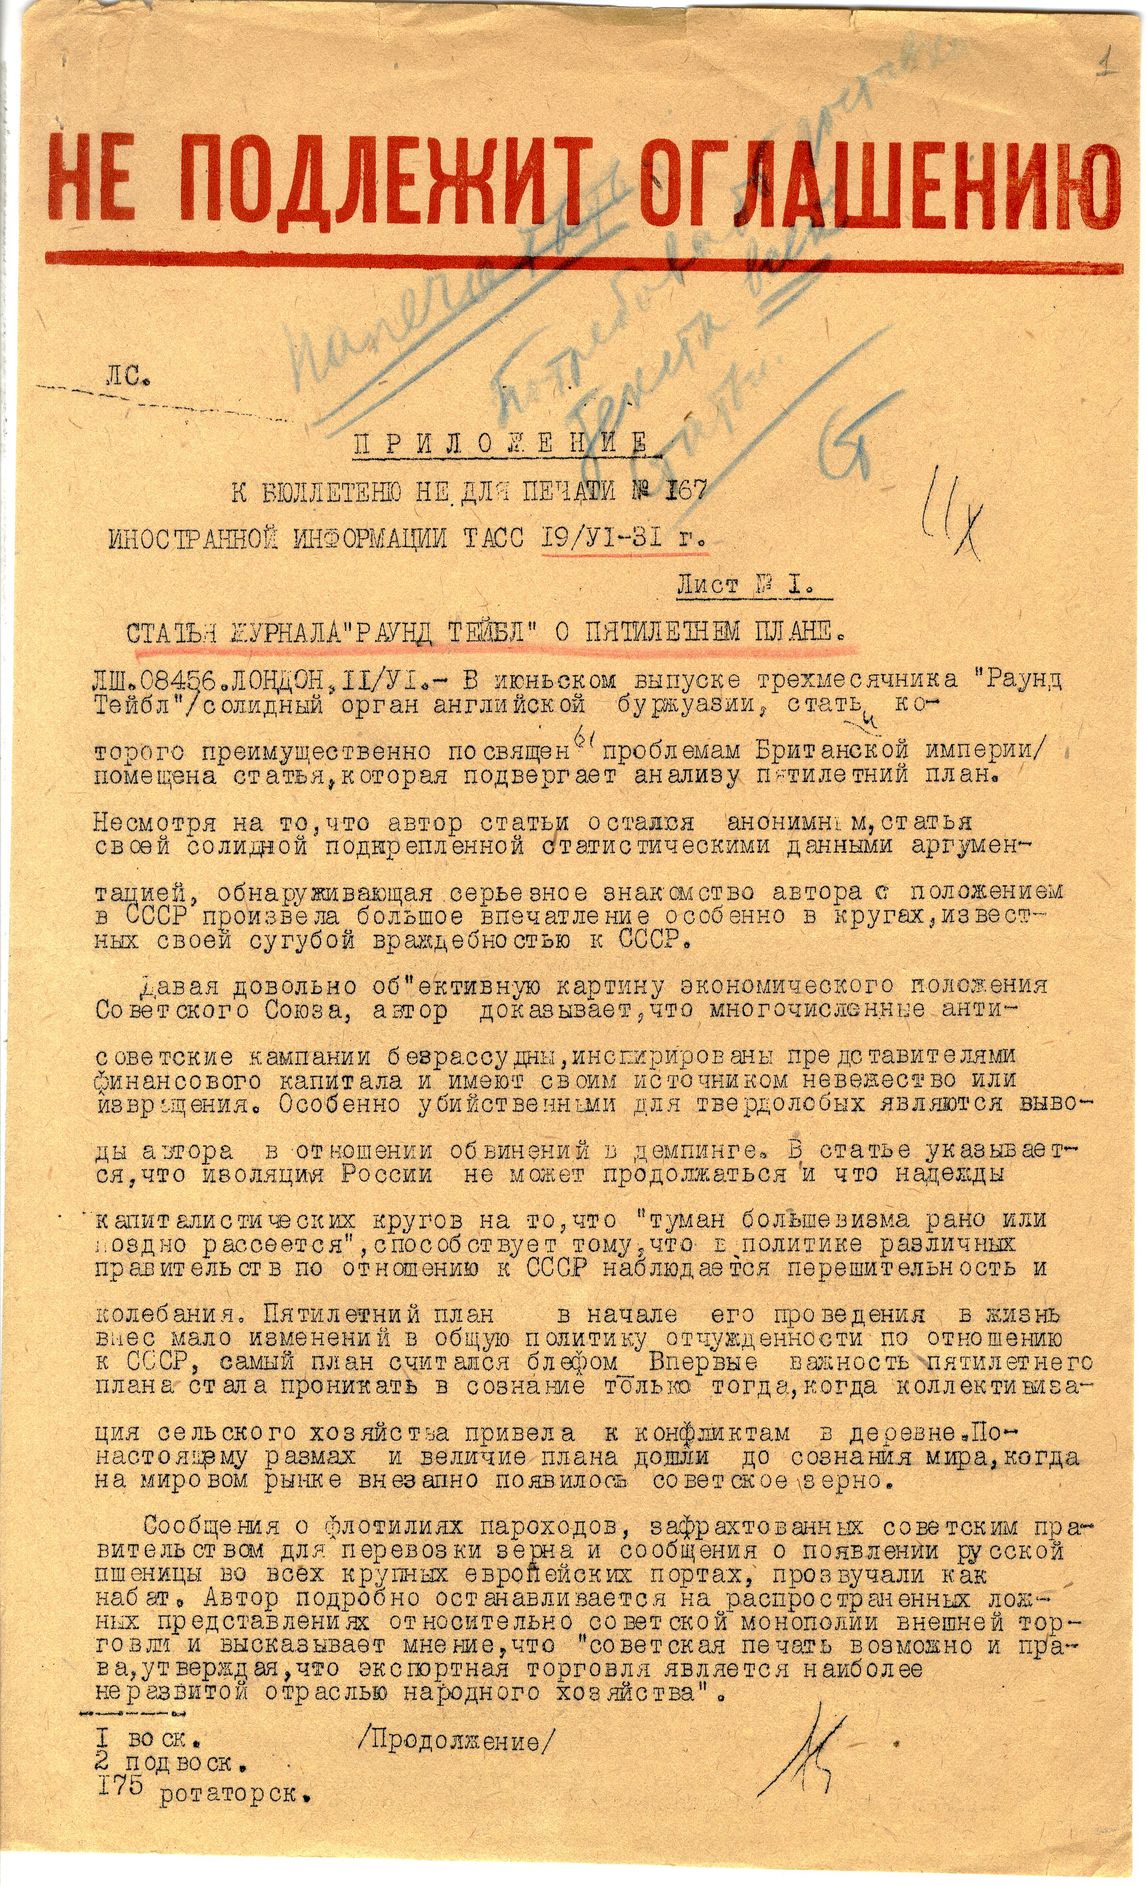 1
НЕ ПОДЛЕЖИТ ОГЛАШЕНИЮ
Напечатать
Потребовать доставки
текста всей
статьи.
Ст
ЛС.
ПРИЛОЖЕНИЕ
К БЮЛЛЕТЕНЮ НЕ ДЛЯ ПЕЧАТИ № 167
ИНОСТРАННОЙ ИНФОРМАЦИИ ТАСС 19/УІ-31 г.
Лист № I.
СТАТЬЯ ЖУРНАЛА"РАУНД ТЕЙБЛ" О ПЯТИЛЕТНЕМ ПЛАНЕ.
ЛШ.08456.ЛОНДОН,II/УI.- В июньском выпуске трехмесячника "Раунд
Тейбл"/солидный орган английской буржуазии, статьи ко-
торого преимущественно посвящены проблемам Британской империи/
помещена статья,которая подвергает анализу пятилетний план.
Несмотря на то,что автор статьи остался анонимным,статья
своей солидной подкрепленной статистическими данными аргумен-
тацией, обнаруживающая серьезное знакомство автора с положением
в СССР произвела большое впечатление особенно в кругах,извест-
ных своей сугубой враждебностью к СССР.
Давая довольно об"ективную картину экономического положения
Советского Союза, автор доказывает,что многочисленные анти-
советские кампании безрассудны,инспирированы представителями
финансового капитала и имеют своим источником невежество или
извращения. Особенно убийственными для твердолобых являются выво-
ды автора в отношении обвинений в демпинге. В статье указывает-
ся,что изоляция России не может продолжаться и что надежды
капиталистических кругов на то,что "туман большевизма рано или
поздно рассеется",способствует тому,что в политике различных
правительств по отношению к СССР наблюдается нерешительность и
колебания. Пятилетний план в начале его проведения в жизнь
внес мало изменений в общую политику отчужденности по отношению
к СССР, самый план считался блефом_ Впервые важность пятилетнего
плана стала проникать в сознание только тогда,когда коллективиза-
ция сельского хозяйства привела к конфликтам в деревне.По-
настоящему размах и величие плана дошли до сознания мира,когда
на мировом рынке внезапно появилось советское зерно.
Сообщения о флотилиях пароходов, зафрахтованных советским пра-
вительством для перевозки зерна и сообщения о появлении русской
пшеницы во всех крупных европейских портах, прозвучали как
набат. Автор подробно останавливается на распространенных лож-
ных представлениях относительно советской монополии внешней тор-
говли и высказывает мнение,что "советская печать возможно и пра-
ва,утверждая,что экспортная торговля является наиболее
неразвитой отраслью народного хозяйства".
I воск. /Продолжение/
2 подвоск.
175 ротаторск.